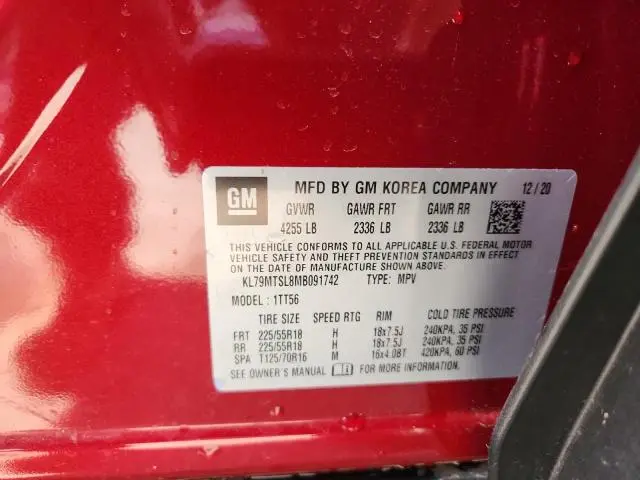 GM MFD BY GM KOREA COMPANY 12/20
GVWR GAWR FRT GAWR RR
4255 LB 2336 LB 2336 LB
THIS VEHICLE CONFORMS TO ALL APPLICABLE U.S. FEDERAL MOTOR
VEHICLE SAFETY AND THEFT PREVENTION STANDARDS IN EFFECT
ON THE DATE OF MANUFACTURE SHOWN ABOVE.
KL79MTSL8MB091742 TYPE: MPV
MODEL: 1TT56
TIRE SIZE SPEED RTG RIM COLD TIRE PRESSURE
FRT 225/55R18 H 18x7.5J 240KPA, 35 PSI
RR 225/55R18 H 18x7.5J 240KPA, 35 PSI
SPA T125/70R16 M 16x4.0BT 420KPA, 60 PSI
SEE OWNER'S MANUAL i FOR MORE INFORMATION.